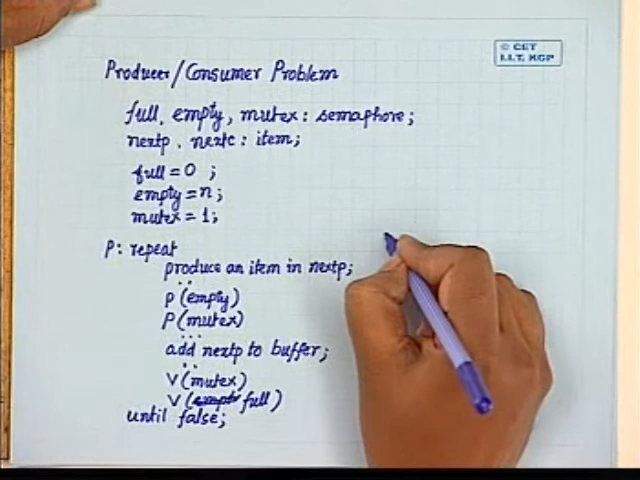 © CET
I.I.T. KGP
Producer/Consumer Problem
full, empty, mutex : semaphore;
nextp, nextc : item;
full = 0 ;
empty = n;
mutex = 1;
P: repeat
produce an item in nextp;
..
P(empty)
P(mutex)
...
add nextp to buffer;
..
V(mutex)
V(full)
until false;